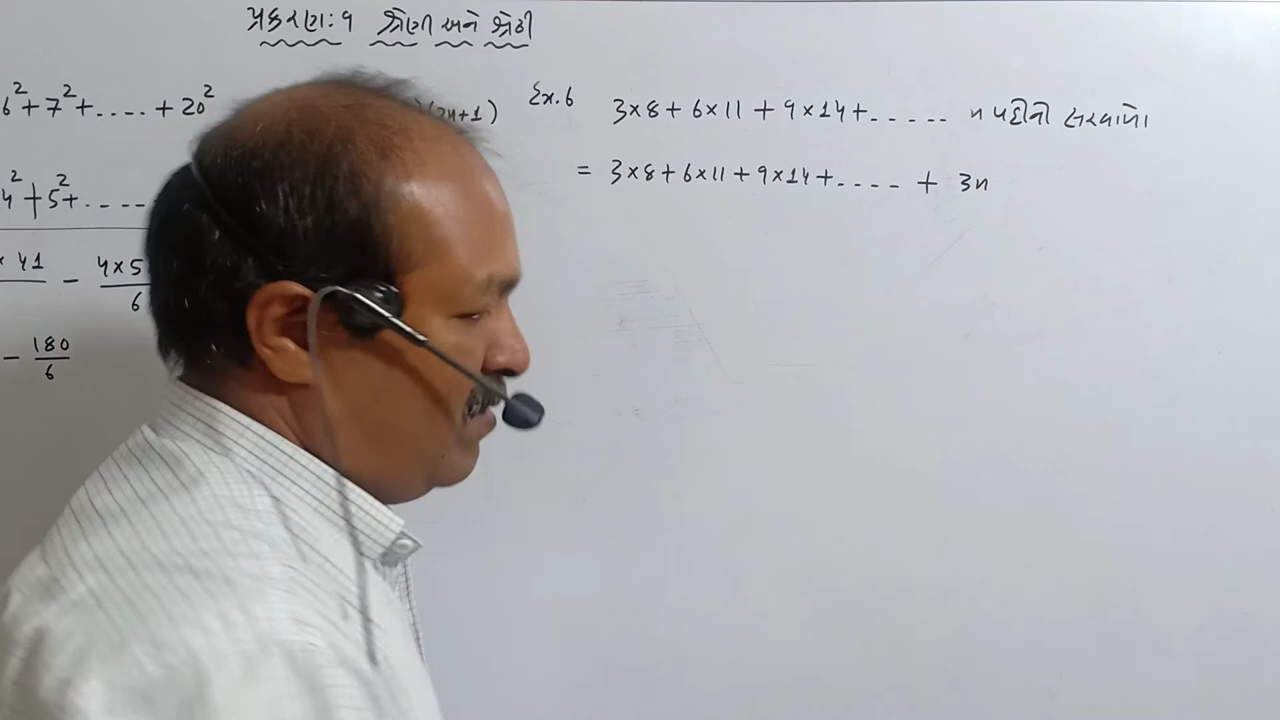 પ્રકરણ: ૧ શ્રેણી અને શ્રેઢી
6² + 7² + .... + 20²
2n+1)
4² + 5² + ....
× 41 − 4×5
6
− 180/6
Ex. 6 3×8 + 6×11 + 9×14 + ..... n પદોનો સરવાળો
= 3×8 + 6×11 + 9×14 + .... + 3n